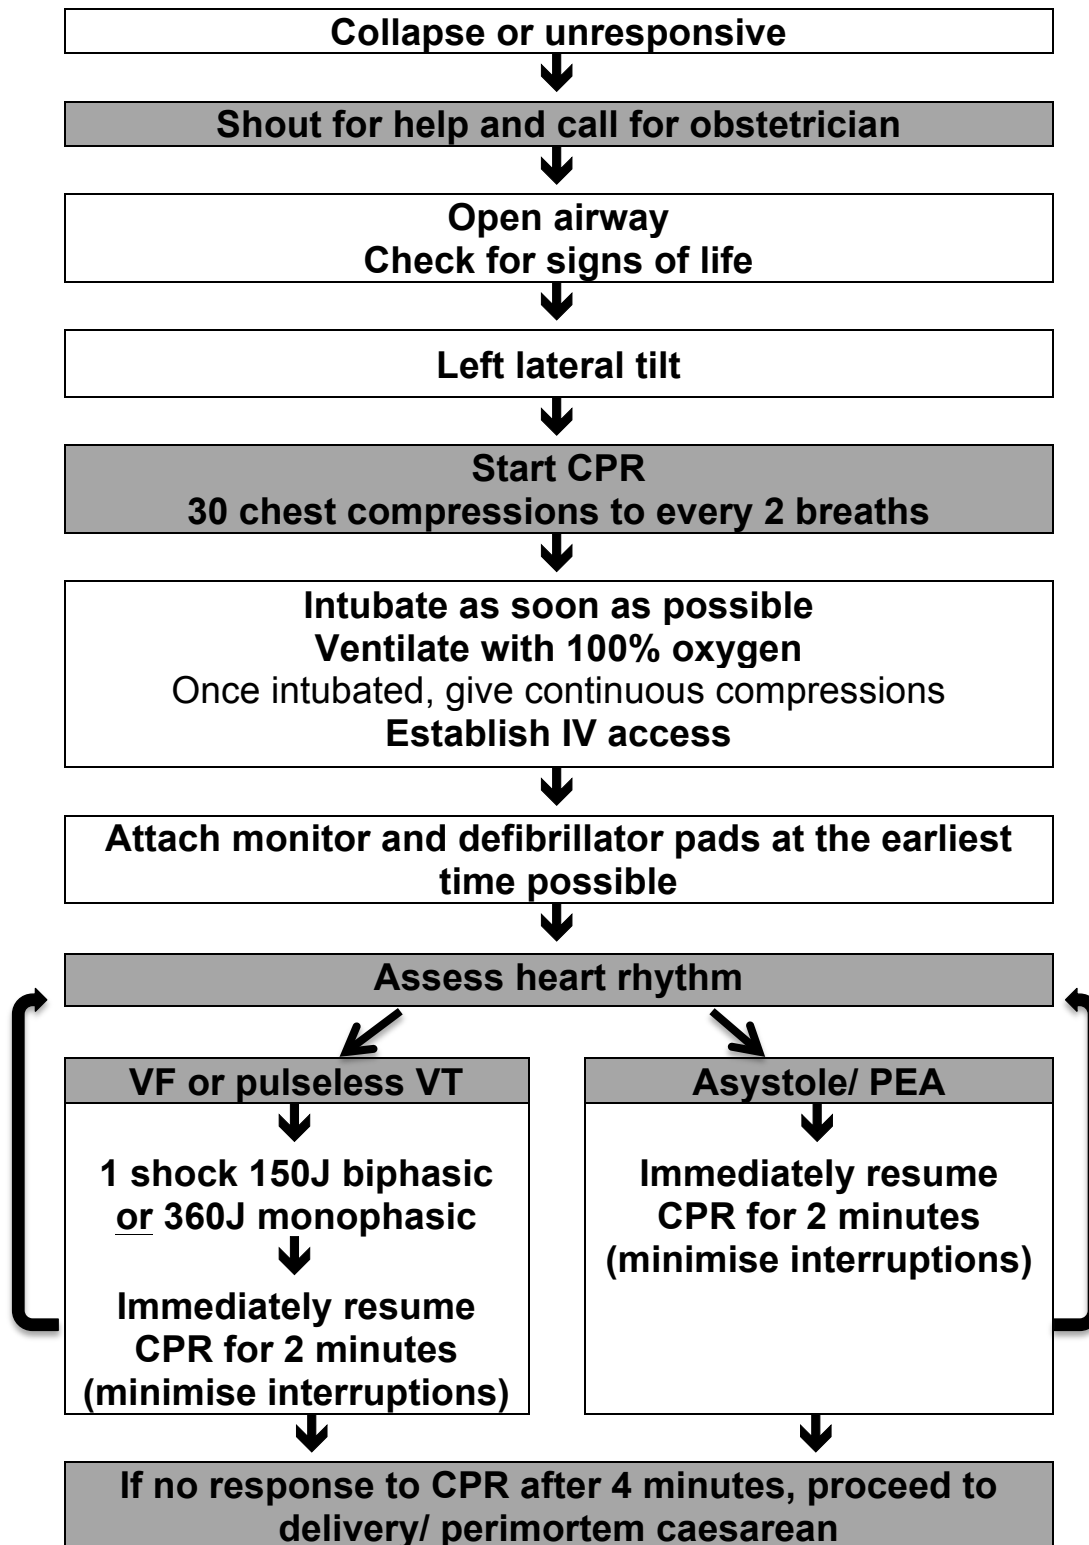 Collapse or unresponsive
Shout for help and call for obstetrician
Open airway
Check for signs of life
Left lateral tilt
Start CPR
30 chest compressions to every 2 breaths
Intubate as soon as possible
Ventilate with 100% oxygen
Once intubated, give continuous compressions
Establish IV access
Attach monitor and defibrillator pads at the earliest
time possible
Assess heart rhythm
VF or pulseless VT
1 shock 150J biphasic
or 360J monophasic
Immediately resume
CPR for 2 minutes
(minimise interruptions)
Asystole/ PEA
Immediately resume
CPR for 2 minutes
(minimise interruptions)
If no response to CPR after 4 minutes, proceed to
delivery/ perimortem caesarean